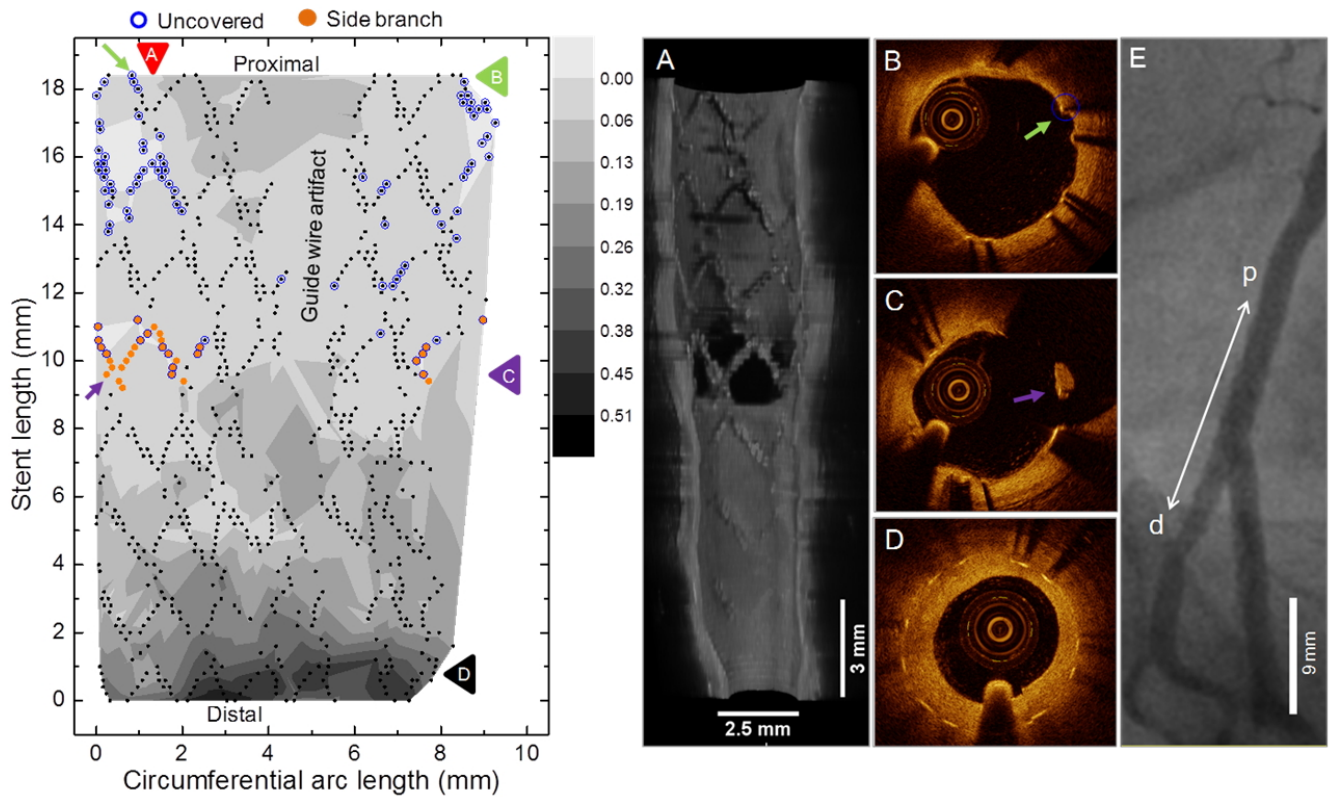 Uncovered
Side branch
A
B
C
D
Proximal
Guide wire artifact
Distal
Stent length (mm)
18
16
14
12
10
8
6
4
2
0
0
2
4
6
8
10
Circumferential arc length (mm)
0.00
0.06
0.13
0.19
0.26
0.32
0.38
0.45
0.51
A
3 mm
2.5 mm
B
C
D
E
p
d
9 mm